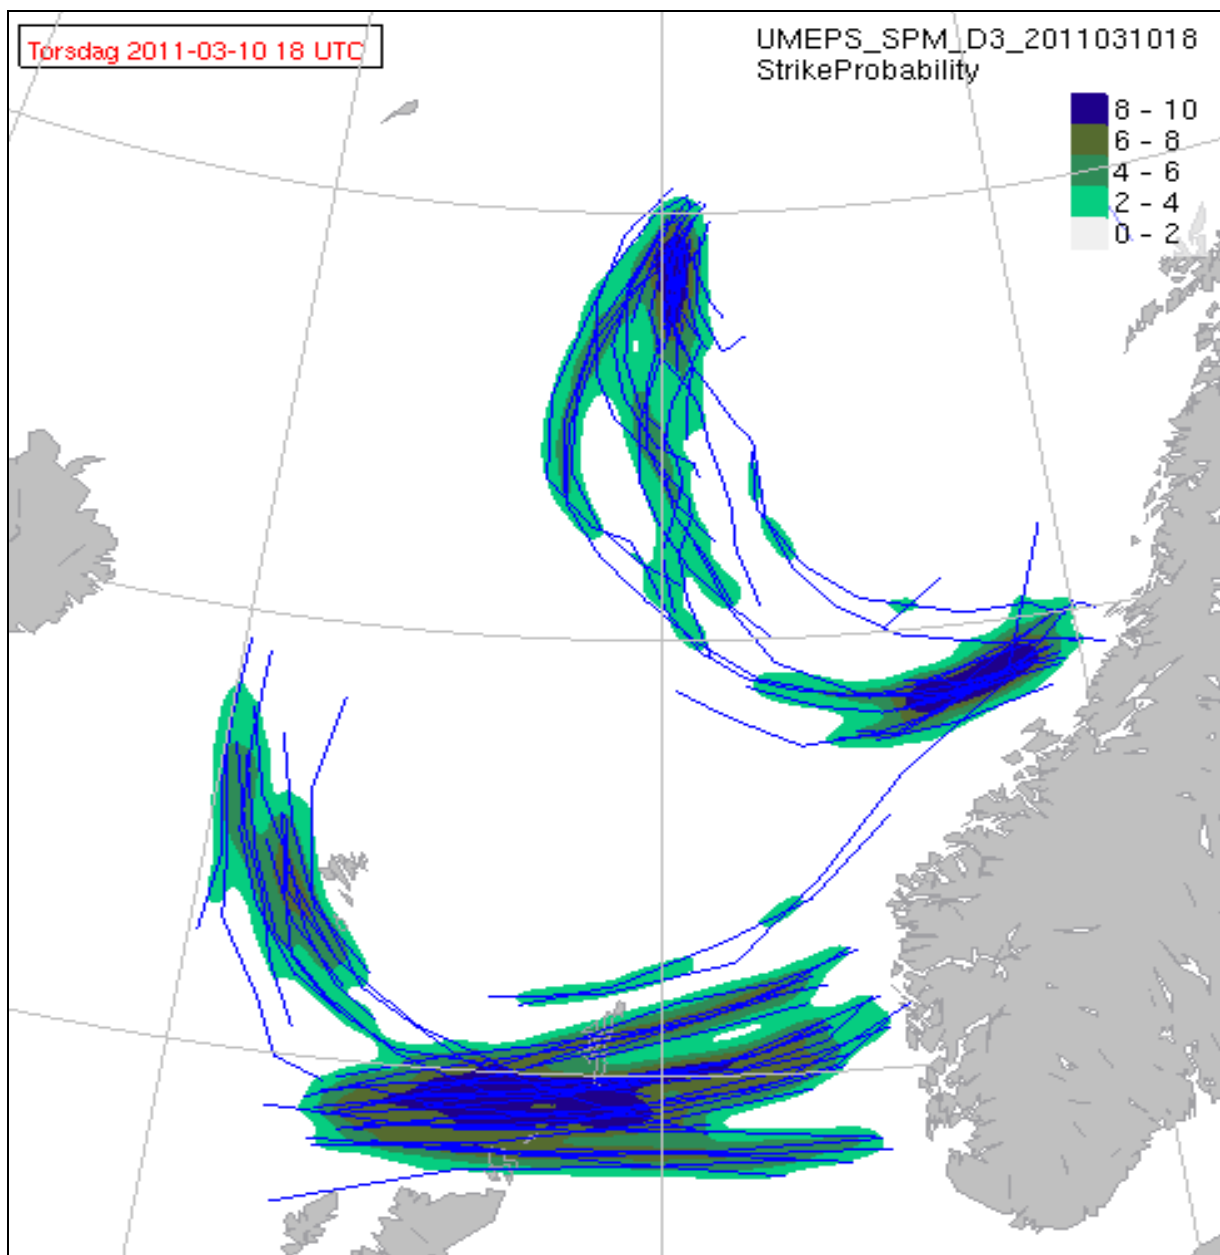 Torsdag 2011-03-10 18 UTC
UMEPS_SPM_D3_2011031018
StrikeProbability
8 - 10
6 - 8
4 - 6
2 - 4
0 - 2